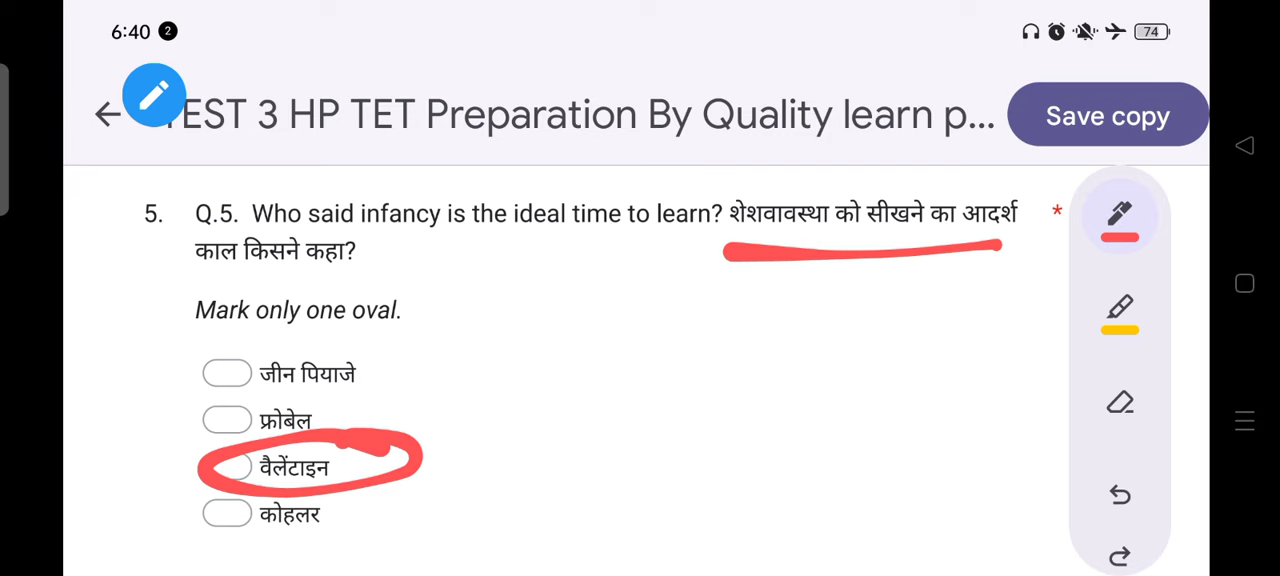 6:40 2 74
TEST 3 HP TET Preparation By Quality learn p... Save copy
5. Q.5. Who said infancy is the ideal time to learn? शेशवावस्था को सीखने का आदर्श *
काल किसने कहा?
Mark only one oval.
जीन पियाजे
फ्रोबेल
वैलेंटाइन
कोहलर